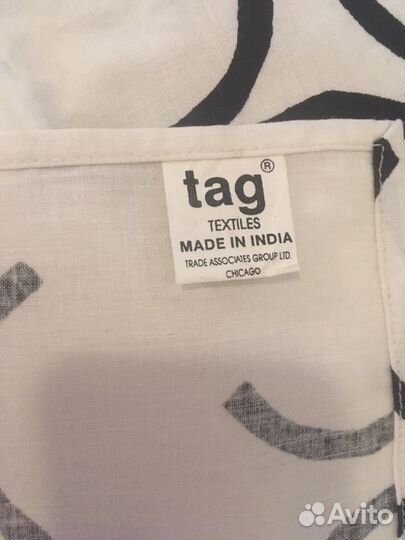 tag®
TEXTILES
MADE IN INDIA
TRADE ASSOCIATES GROUP LTD.
CHICAGO
Avito